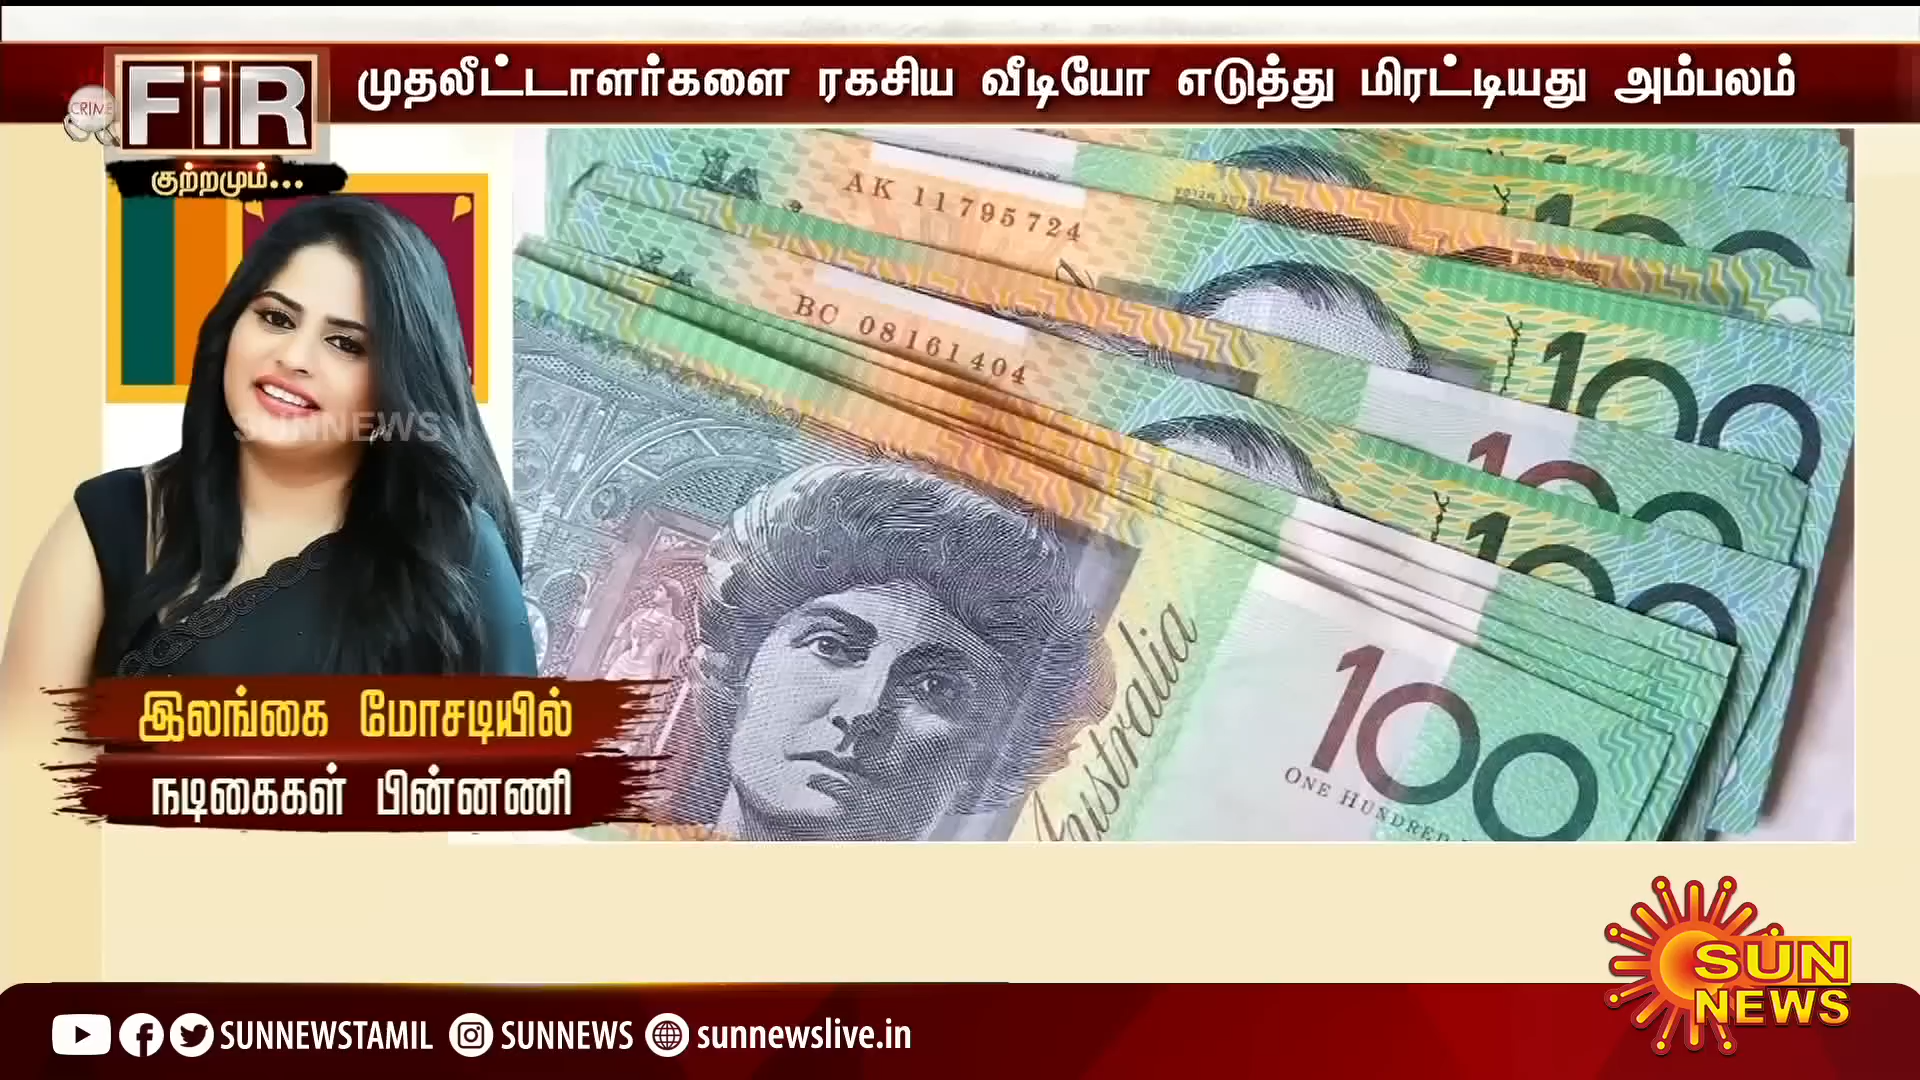 FiR
CRIME
குற்றமும்...
முதலீட்டாளர்களை ரகசிய வீடியோ எடுத்து மிரட்டியது அம்பலம்
AK 11795724
BC 08161404
100
100
100
100
100
Australia
ONE HUNDRED
SUNNEWS
இலங்கை மோசடியில்
நடிகைகள் பின்னணி
SUN
NEWS
SUNNEWSTAMIL SUNNEWS sunnewslive.in